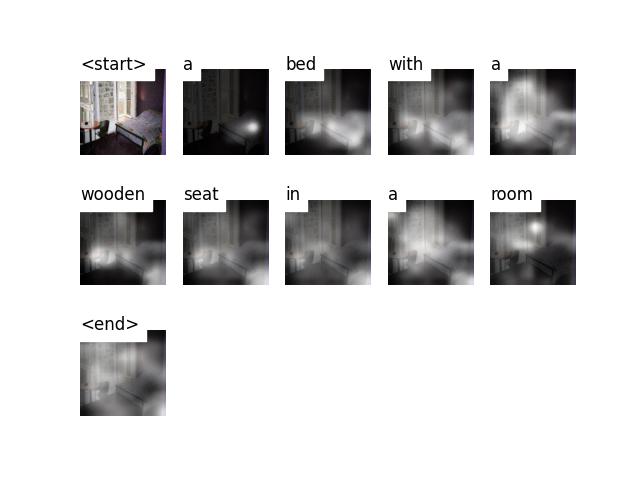 <start> a bed with a
wooden seat in a room
<end>